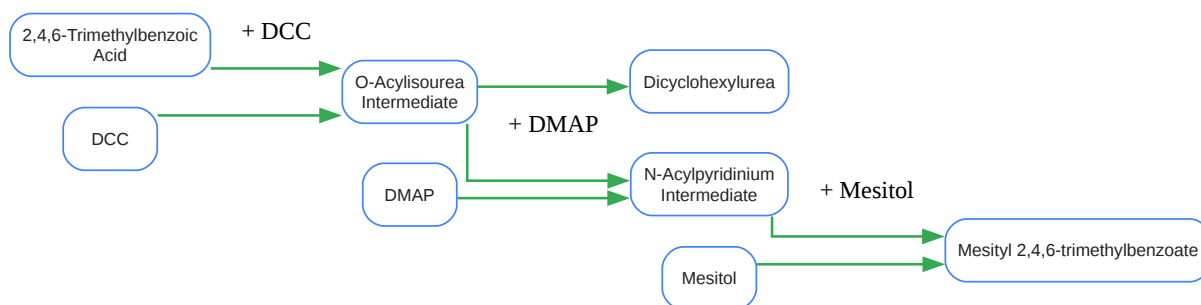 2,4,6-Trimethylbenzoic
Acid
+ DCC
O-Acylisourea
Intermediate
Dicyclohexylurea
DCC
+ DMAP
DMAP
N-Acylpyridinium
Intermediate
+ Mesitol
Mesityl 2,4,6-trimethylbenzoate
Mesitol